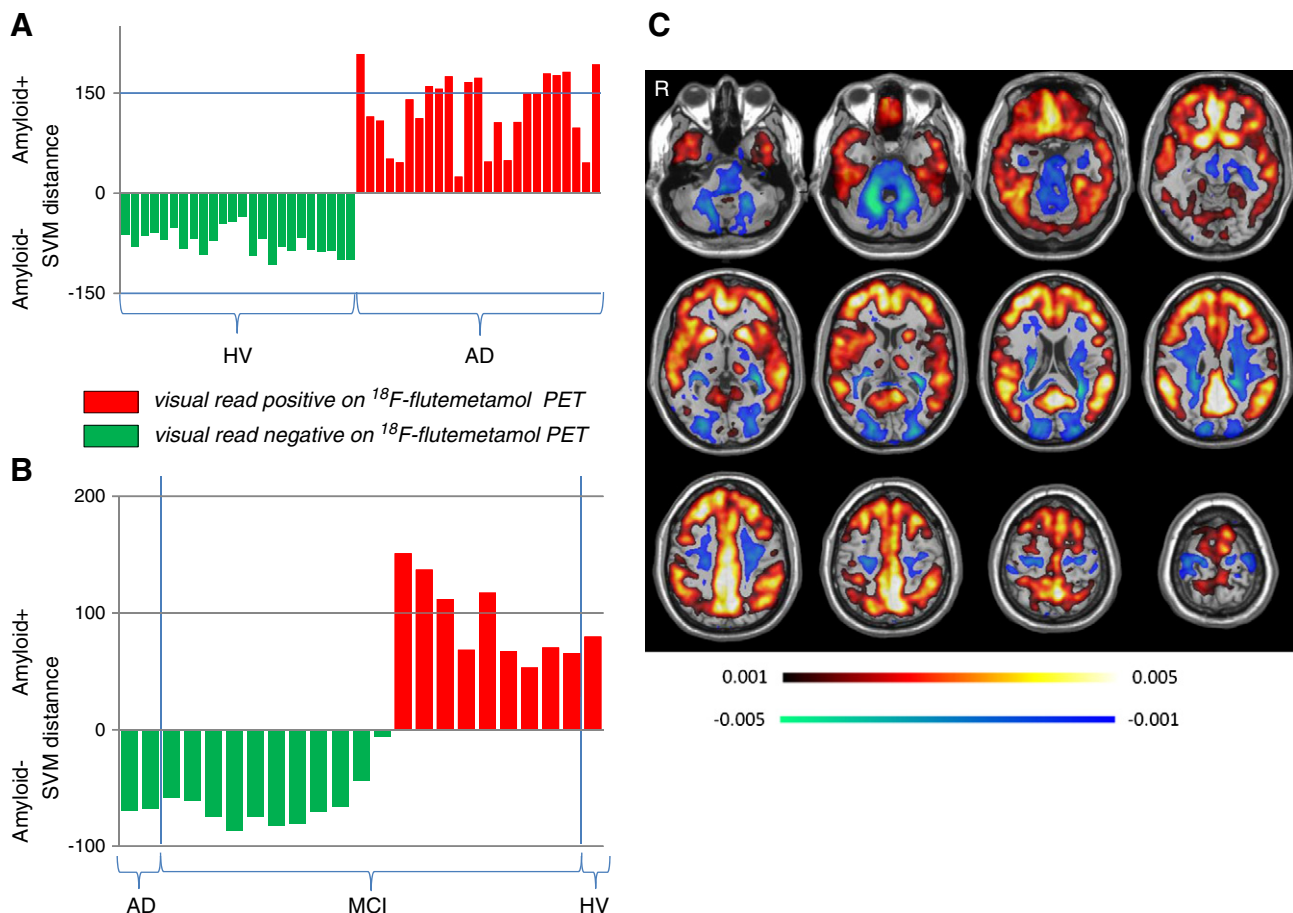 A
Amyloid+
Amyloid-
SVM distance
150
0
-150
HV
AD
visual read positive on ¹⁸F-flutemetamol PET
visual read negative on ¹⁸F-flutemetamol PET
B
Amyloid+
Amyloid-
SVM distannce
200
100
0
-100
AD
MCI
HV
C
R
0.001
0.005
-0.005
-0.001